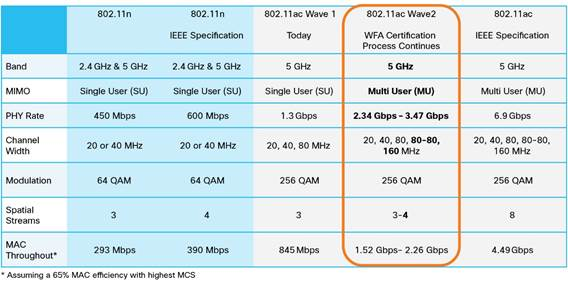 802.11n 802.11n 802.11ac Wave 1 802.11ac Wave2 802.11ac
IEEE Specification Today WFA Certification Process Continues IEEE Specification
Band 2.4 GHz & 5 GHz 2.4 GHz & 5 GHz 5 GHz 5 GHz 5 GHz
MIMO Single User (SU) Single User (SU) Single User (SU) Multi User (MU) Multi User (MU)
PHY Rate 450 Mbps 600 Mbps 1.3 Gbps 2.34 Gbps - 3.47 Gbps 6.9 Gbps
Channel Width 20 or 40 MHz 20 or 40 MHz 20, 40, 80 MHz 20, 40, 80, 80-80, 160 MHz 20, 40, 80, 80-80, 160 MHz
Modulation 64 QAM 64 QAM 256 QAM 256 QAM 256 QAM
Spatial Streams 3 4 3 3-4 8
MAC Throughout* 293 Mbps 390 Mbps 845 Mbps 1.52 Gbps- 2.26 Gbps 4.49 Gbps
* Assuming a 65% MAC efficiency with highest MCS